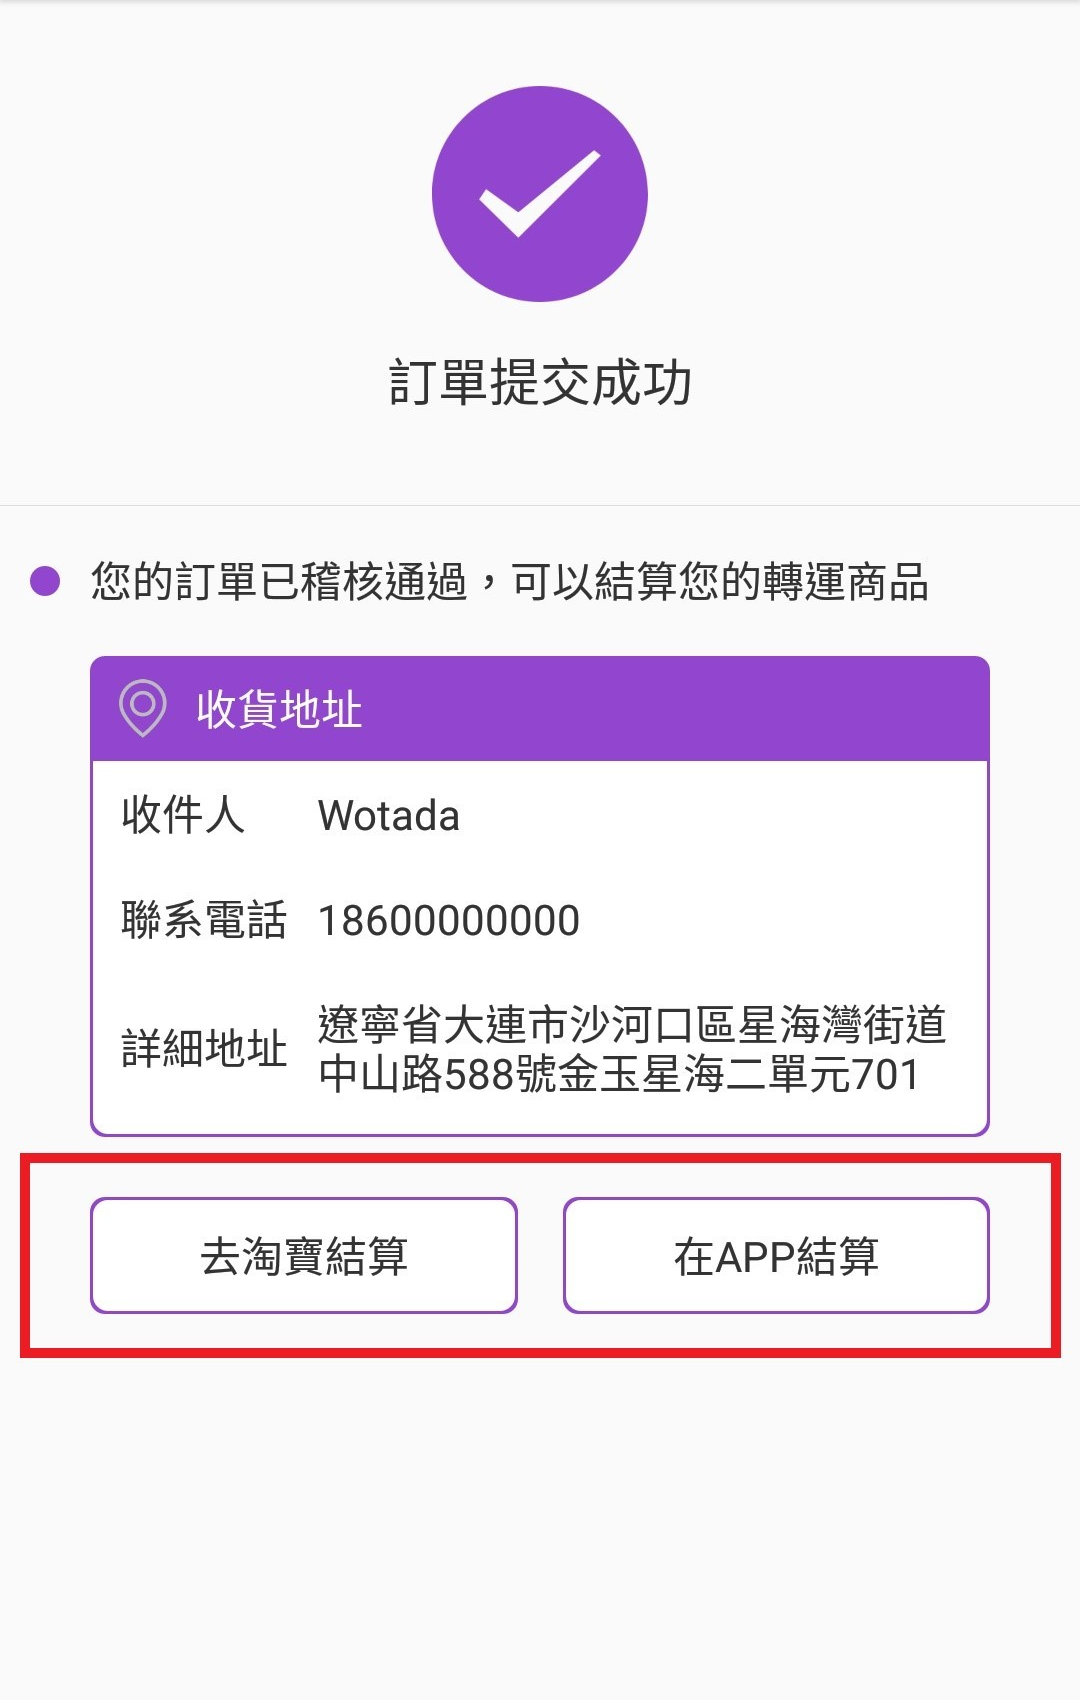 訂單提交成功
您的訂單已稽核通過，可以結算您的轉運商品
收貨地址
收件人 Wotada
聯系電話 18600000000
詳細地址 遼寧省大連市沙河口區星海灣街道
中山路588號金玉星海二單元701
去淘寶結算 在APP結算